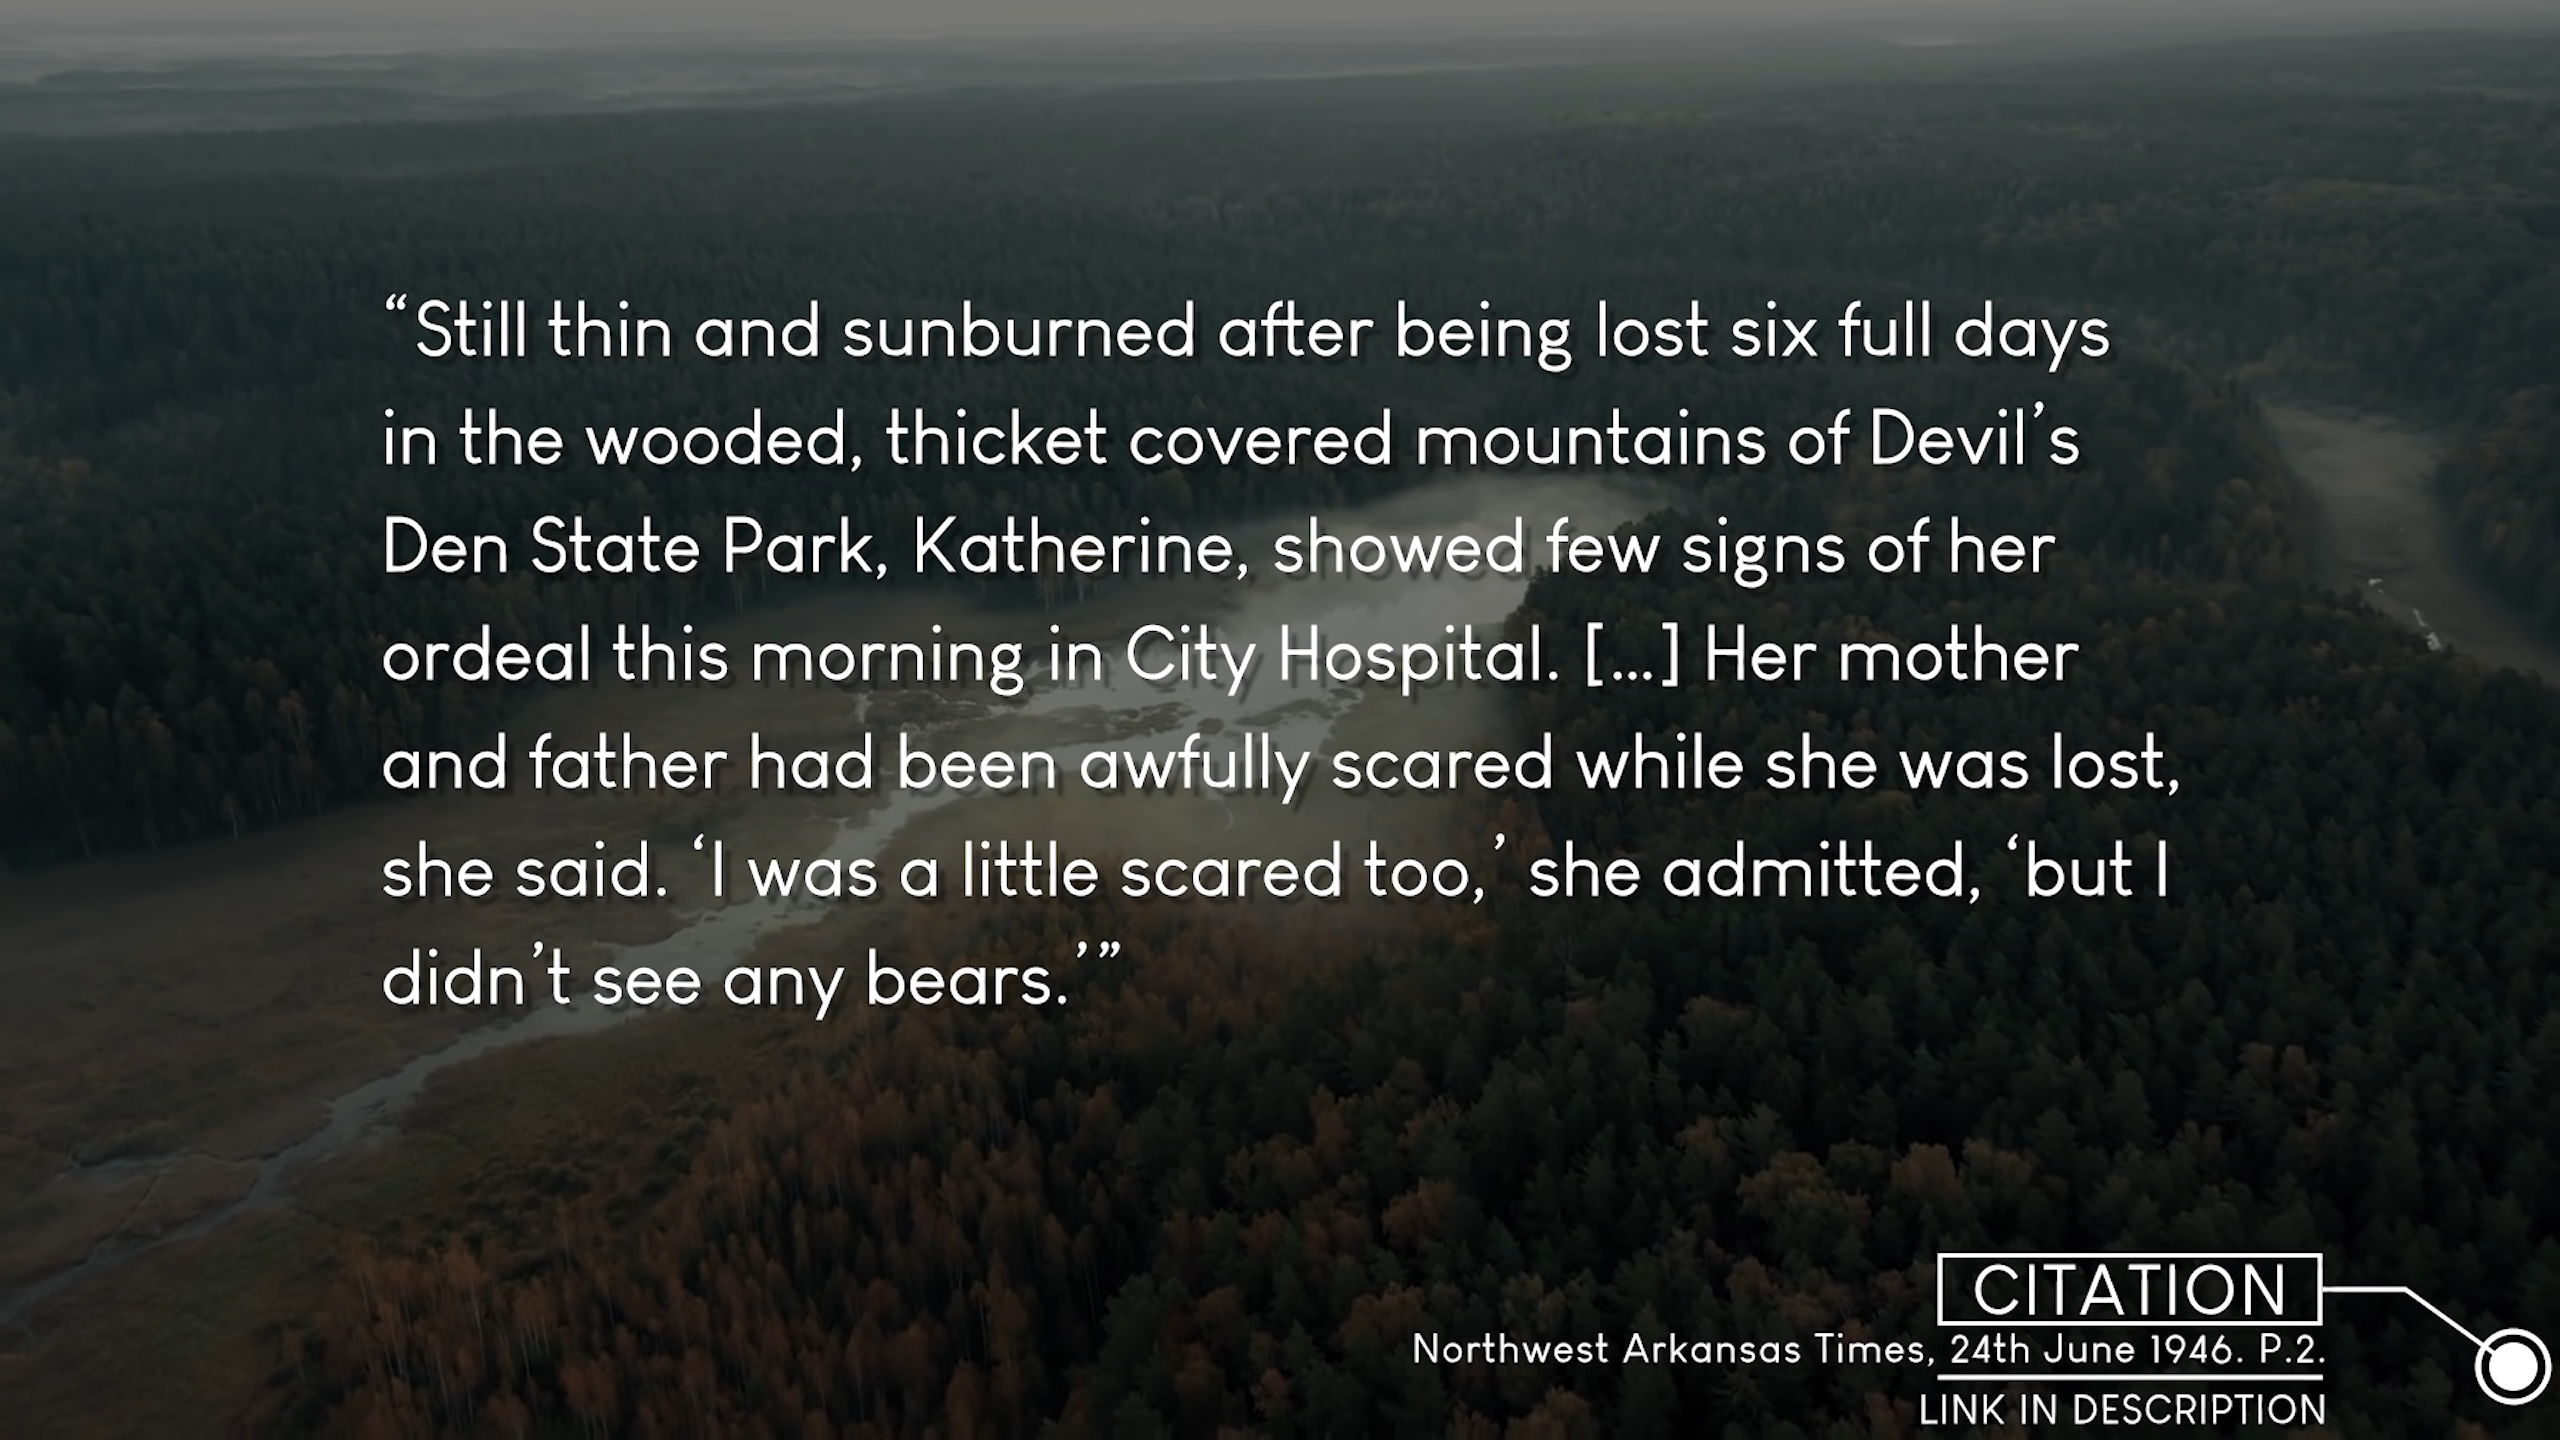 “Still thin and sunburned after being lost six full days
in the wooded, thicket covered mountains of Devil’s
Den State Park, Katherine, showed few signs of her
ordeal this morning in City Hospital. [...] Her mother
and father had been awfully scared while she was lost,
she said. ‘I was a little scared too,’ she admitted, ‘but I
didn’t see any bears.’”
CITATION
Northwest Arkansas Times, 24th June 1946. P.2.
LINK IN DESCRIPTION